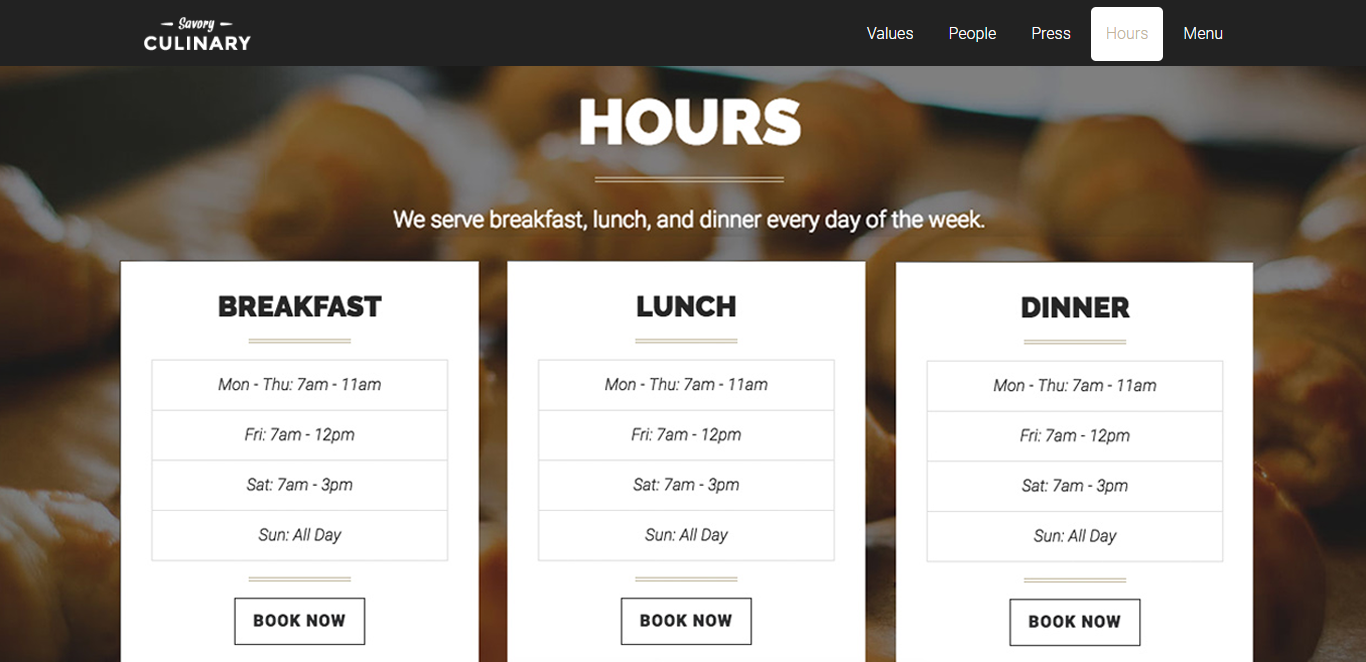 Savory
CULINARY
Values People Press Hours Menu
HOURS
We serve breakfast, lunch, and dinner every day of the week.
BREAKFAST
Mon - Thu: 7am - 11am
Fri: 7am - 12pm
Sat: 7am - 3pm
Sun: All Day
BOOK NOW
LUNCH
Mon - Thu: 7am - 11am
Fri: 7am - 12pm
Sat: 7am - 3pm
Sun: All Day
BOOK NOW
DINNER
Mon - Thu: 7am - 11am
Fri: 7am - 12pm
Sat: 7am - 3pm
Sun: All Day
BOOK NOW